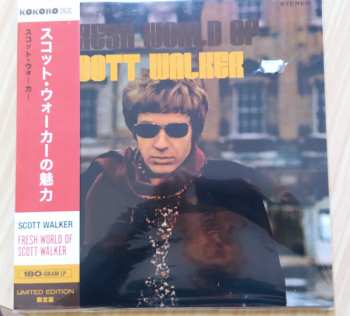 KOKORO
STEREO
FRESH WORLD OF
SCOTT WALKER
スコット・ウォーカー
スコット・ウォーカーの魅力
SCOTT WALKER
FRESH WORLD OF
SCOTT WALKER
180-GRAM LP
LIMITED EDITION
限定盤